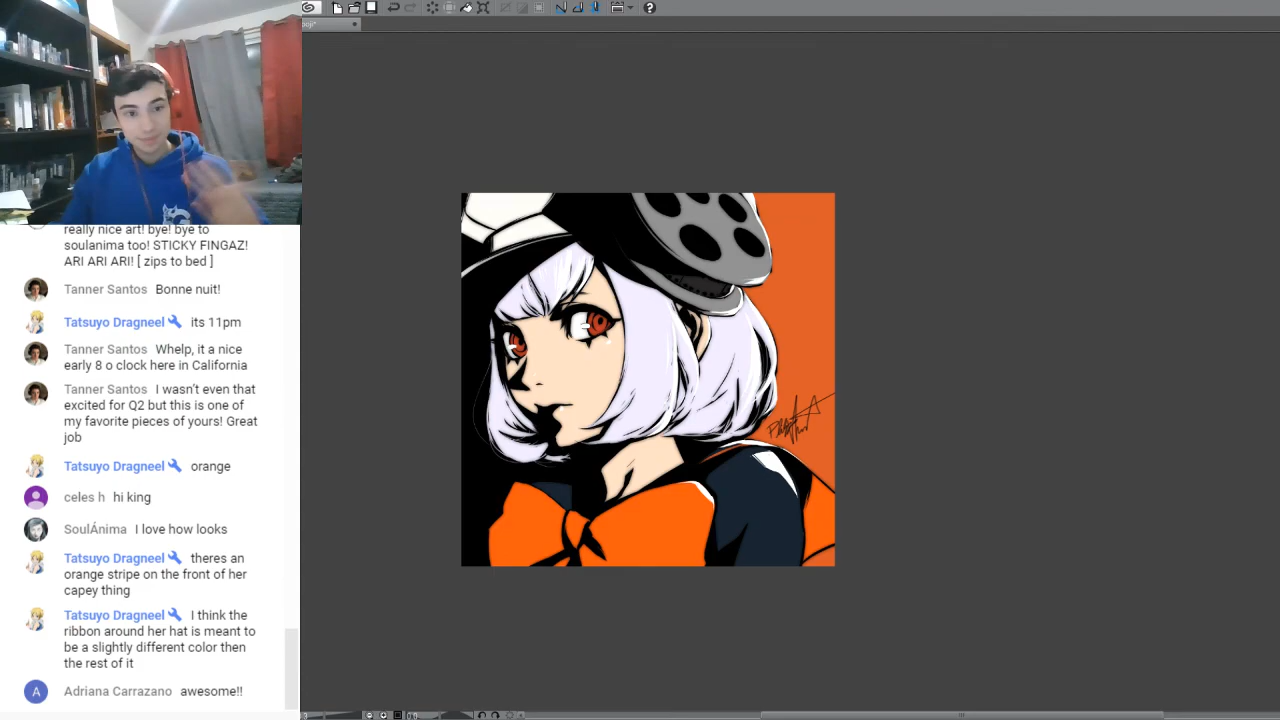 really nice art! bye! bye to
soulanima too! STICKY FINGAZ!
ARI ARI ARI! [ zips to bed ]
Tanner Santos Bonne nuit!
Tatsuyo Dragneel its 11pm
Tanner Santos Whelp, it a nice
early 8 o clock here in California
Tanner Santos I wasn't even that
excited for Q2 but this is one of
my favorite pieces of yours! Great
job
Tatsuyo Dragneel orange
celes h hi king
SoulÁnima I love how looks
Tatsuyo Dragneel theres an
orange stripe on the front of her
capey thing
Tatsuyo Dragneel I think the
ribbon around her hat is meant to
be a slightly different color then
the rest of it
A
Adriana Carrazano awesome!!